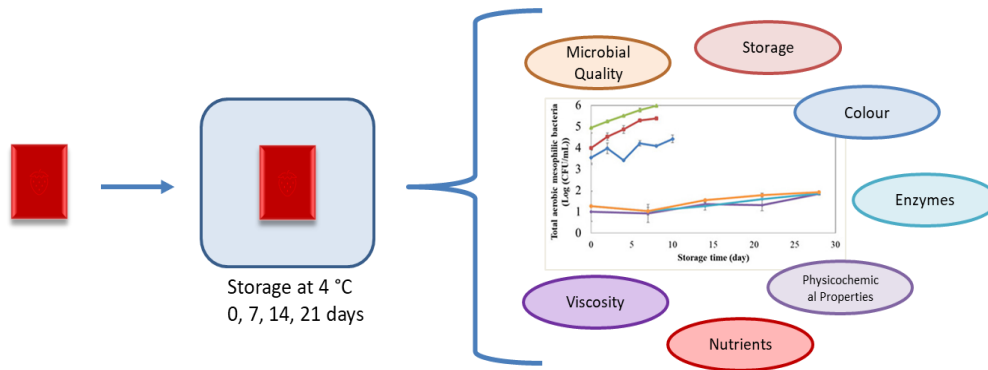 Microbial
Quality
Storage
Colour
Enzymes
Physicochemic
al Properties
Nutrients
Viscosity
Total aerobic mesophilic bacteria
(Log (CFU/mL))
6
5
4
3
2
1
0
0 5 10 15 20 25 30
Storage time (day)
Storage at 4 °C
0, 7, 14, 21 days